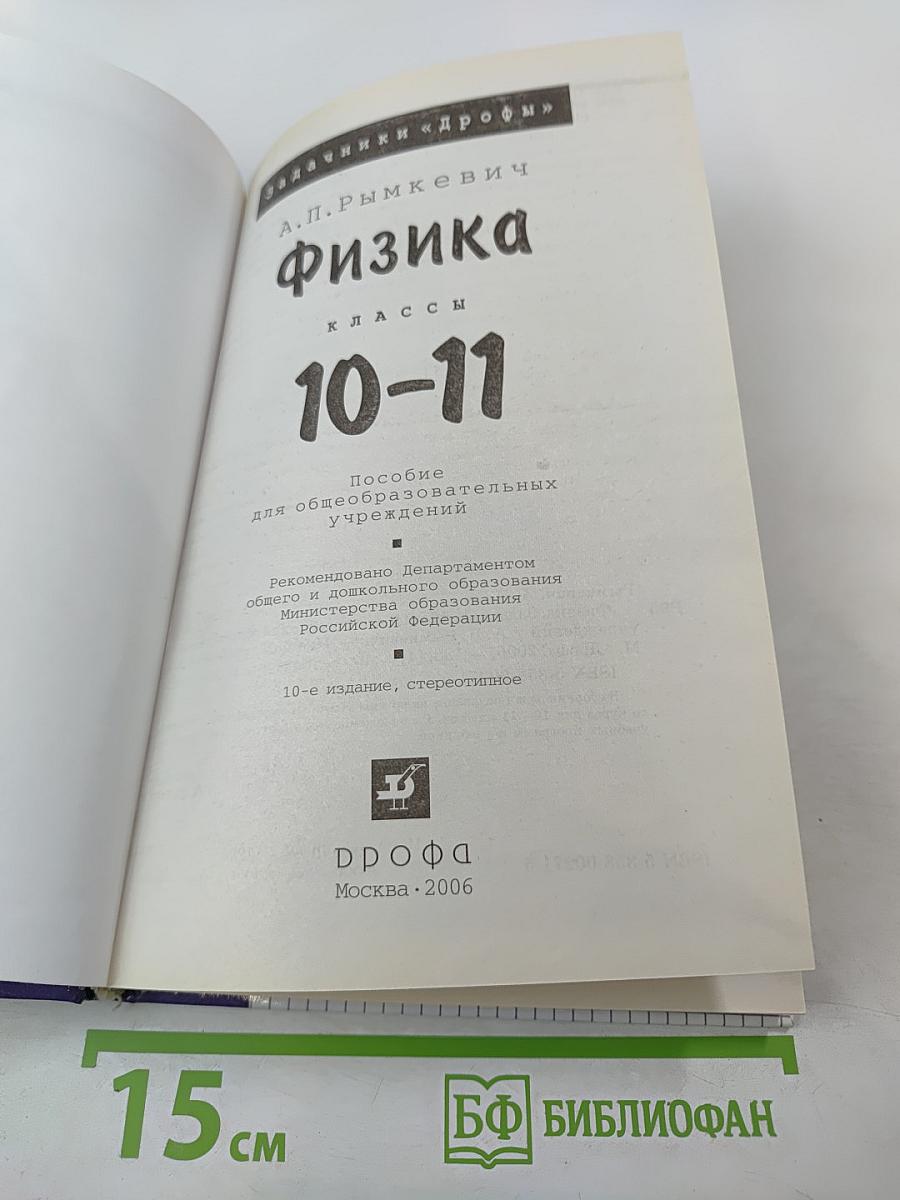 Задачники «Дрофы»
А.П.Рымкевич
Физика
классы
10–11
Пособие
для общеобразовательных
учреждений
Рекомендовано Департаментом
общего и дошкольного образования
Министерства образования
Российской Федерации
10-е издание, стереотипное
дрофа
Москва · 2006
15 см
БФ БИБЛИОФАН